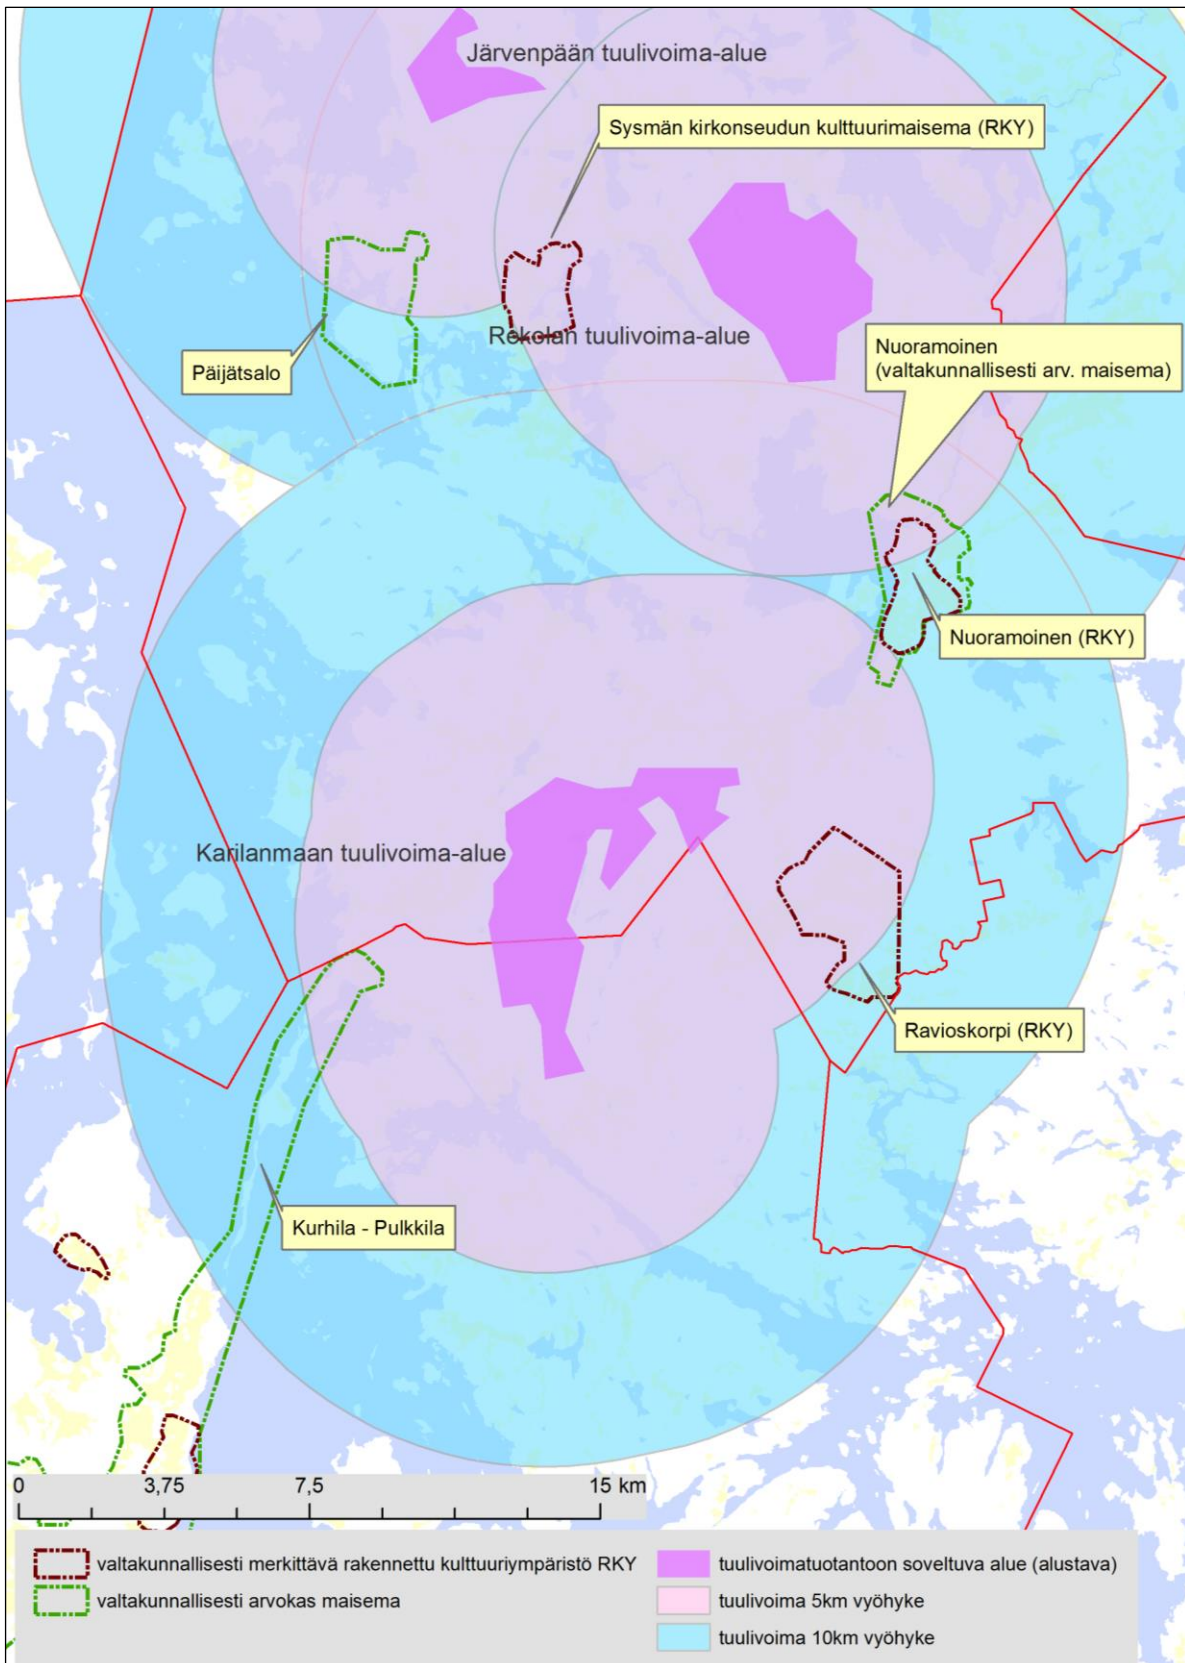 Järvenpään tuulivoima-alue
Sysmän kirkonseudun kulttuurimaisema (RKY)
Rekolan tuulivoima-alue
Nuoramoinen
(valtakunnallisesti arv. maisema)
Päijätsalo
Nuoramoinen (RKY)
Karilanmaan tuulivoima-alue
Ravioskorpi (RKY)
Kurhila - Pulkkila
0 3,75 7,5 15 km
valtakunnallisesti merkittävä rakennettu kulttuuriympäristö RKY
valtakunnallisesti arvokas maisema
tuulivoimatuotantoon soveltuva alue (alustava)
tuulivoima 5km vyöhyke
tuulivoima 10km vyöhyke